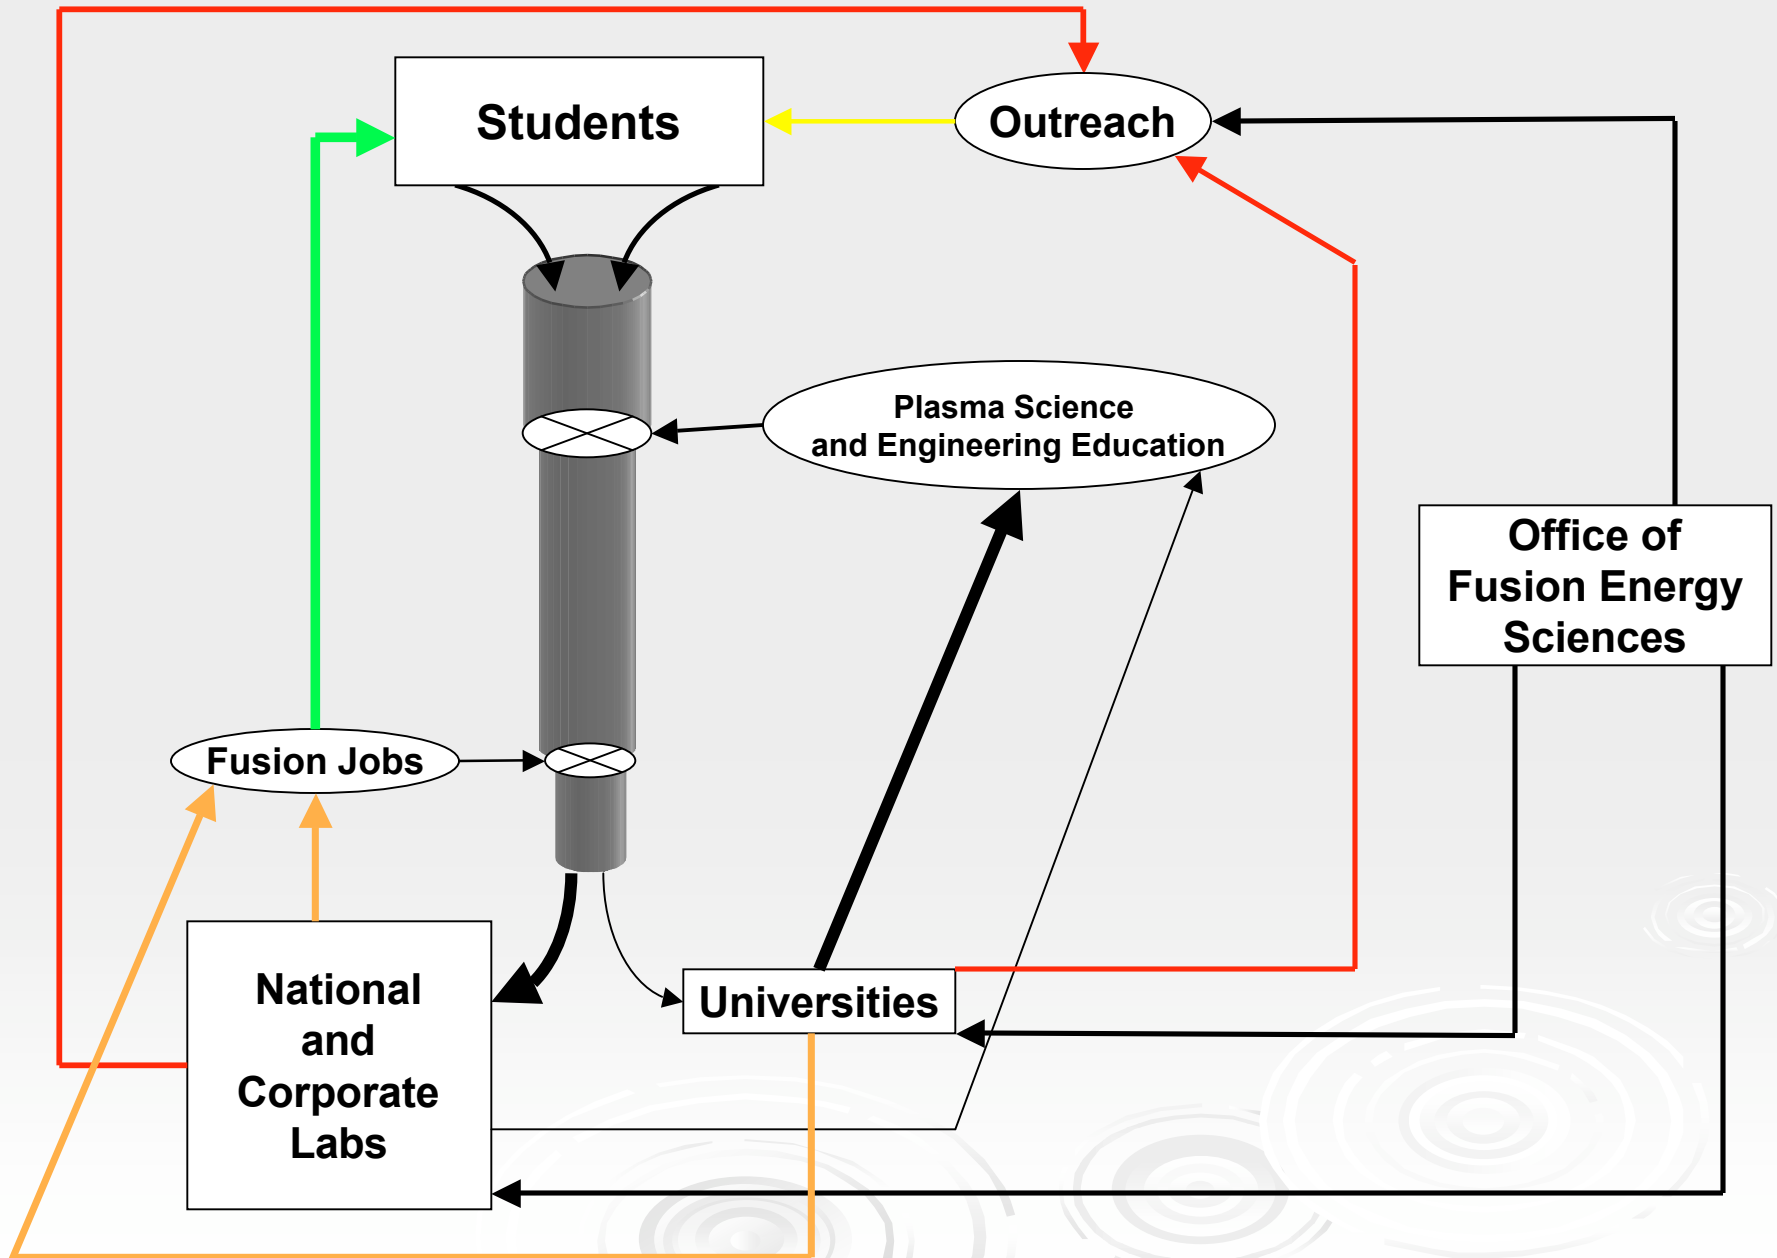 Students
Outreach
Plasma Science
and Engineering Education
Office of
Fusion Energy
Sciences
Fusion Jobs
National
and
Corporate
Labs
Universities